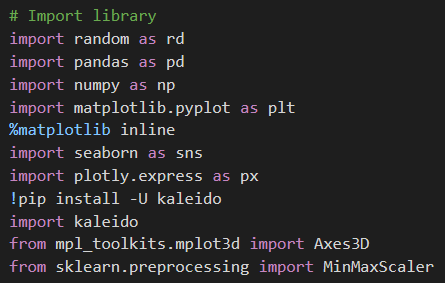 # Import library
import random as rd
import pandas as pd
import numpy as np
import matplotlib.pyplot as plt
%matplotlib inline
import seaborn as sns
import plotly.express as px
!pip install -U kaleido
import kaleido
from mpl_toolkits.mplot3d import Axes3D
from sklearn.preprocessing import MinMaxScaler